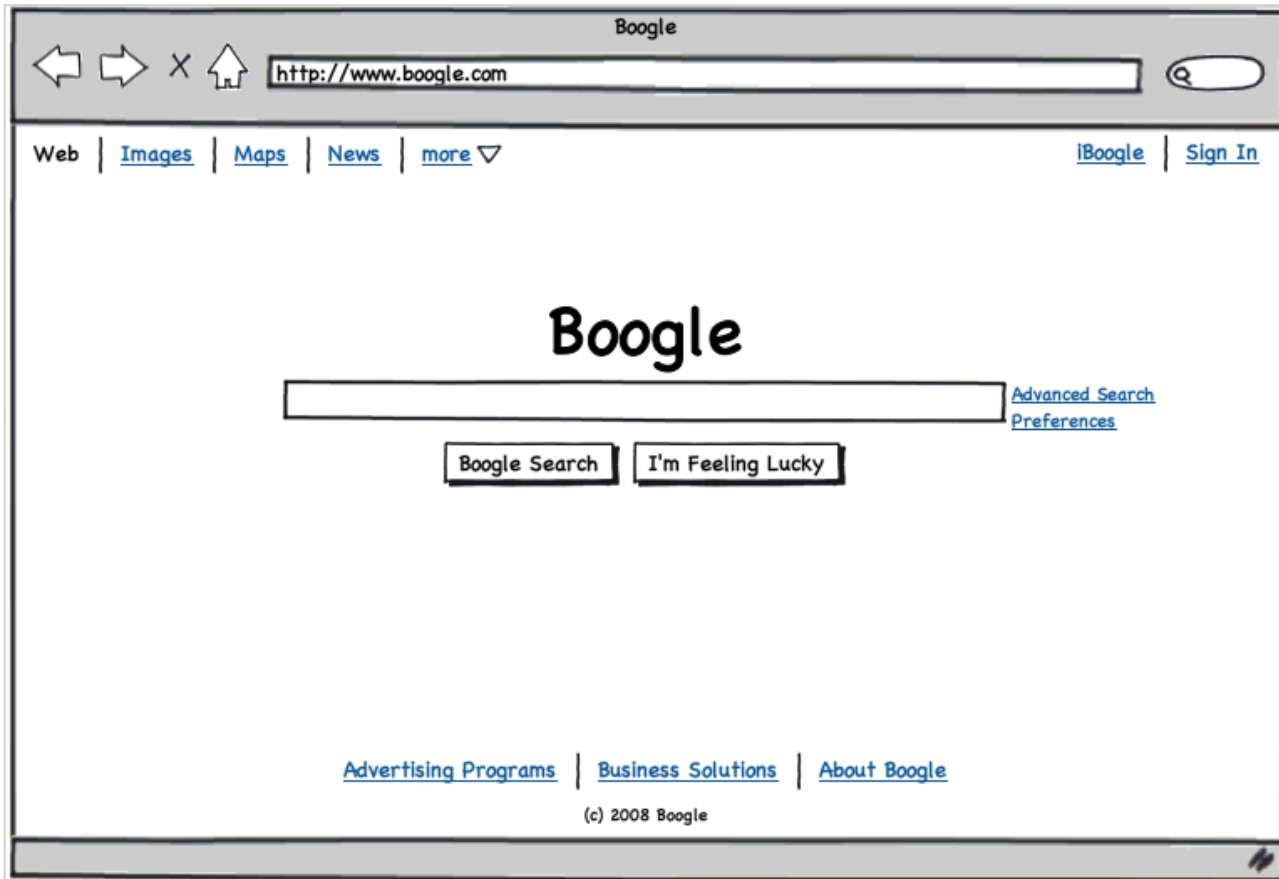 Boogle
http://www.boogle.com
Web Images Maps News more iBoogle Sign In
Boogle
Advanced Search
Preferences
Boogle Search I'm Feeling Lucky
Advertising Programs Business Solutions About Boogle
(c) 2008 Boogle